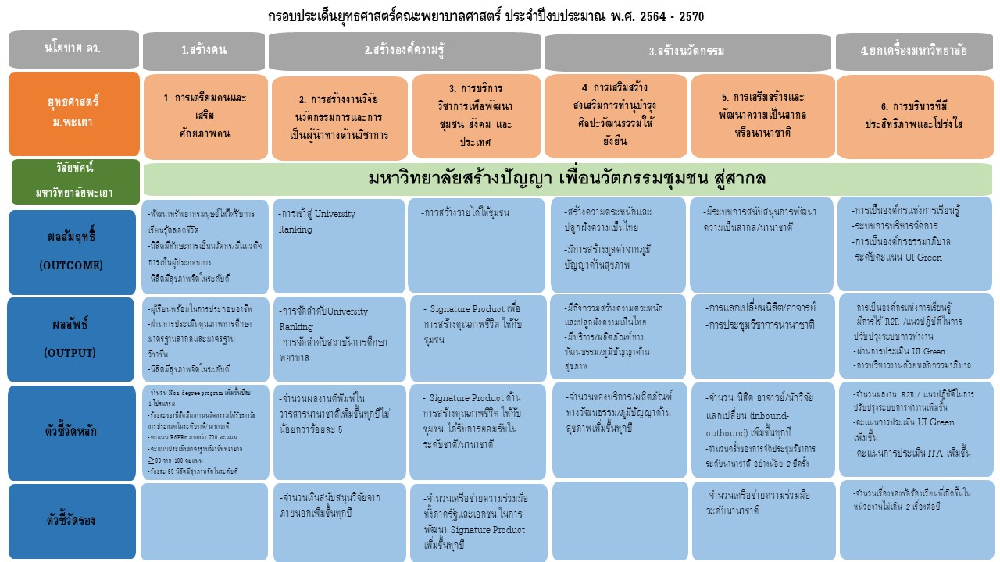 กรอบประเด็นยุทธศาสตร์คณะพยาบาลศาสตร์ ประจำปีงบประมาณ พ.ศ. 2564 - 2570
นโยบาย อว.
1.สร้างคน
2.สร้างองค์ความรู้
3.สร้างนวัตกรรม
4.ยกเครื่องมหาวิทยาลัย
ยุทธศาสตร์
ม.พะเยา
1. การเตรียมคนและ
เสริม
ศักยภาพคน
2. การสร้างงานวิจัย
นวัตกรรมการและการ
เป็นผู้นำทางด้านวิชาการ
3. การบริการ
วิชาการเพื่อพัฒนา
ชุมชน สังคม และ
ประเทศ
4. การเสริมสร้าง
ส่งเสริมการทำนุบำรุง
ศิลปะวัฒนธรรมให้
ยั่งยืน
5. การเสริมสร้างและ
พัฒนาความเป็นสากล
หรือนานาชาติ
6. การบริหารที่มี
ประสิทธิภาพและโปร่งใส
วิสัยทัศน์
มหาวิทยาลัยพะเยา
มหาวิทยาลัยสร้างปัญญา เพื่อนวัตกรรมชุมชน สู่สากล
ผลสัมฤทธิ์
(OUTCOME)
-พัฒนาทรัพยากรมนุษย์ให้ได้รับการ
เรียนรู้ตลอดชีวิต
-นิสิตมีทักษะการเป็นนวัตกร/มีแนวคิด
การเป็นผู้ประกอบการ
-นิสิตมีสุขภาพจิตในระดับดี
-การเข้าสู่ University
Ranking
-การสร้างรายได้ให้ชุมชน
-สร้างความตระหนักและ
ปลูกฝังความเป็นไทย
-มีการสร้างมูลค่าจากภูมิ
ปัญญาด้านสุขภาพ
-มีระบบการสนับสนุนการพัฒนา
ความเป็นสากล/นานาชาติ
-การเป็นองค์กรแห่งการเรียนรู้
-ระบบการบริหารจัดการ
-การเป็นองค์กรธรรมาภิบาล
-ระดับคะแนน UI Green
ผลลัพธ์
(OUTPUT)
-ผู้เรียนพร้อมในการประกอบอาชีพ
-ผ่านการประเมินคุณภาพการศึกษา
มาตรฐานสากลและมาตรฐาน
วิชาชีพ
-นิสิตมีสุขภาพจิตในระดับดี
-การจัดลำดับUniversity
Ranking
-การจัดลำดับสถาบันการศึกษา
พยาบาล
- Signature Product เพื่อ
การสร้างคุณภาพชีวิต ให้กับ
ชุมชน
-มีกิจกรรมสร้างความตระหนัก
และปลูกฝังความเป็นไทย
-มีบริการ/ผลิตภัณฑ์ทาง
วัฒนธรรม/ภูมิปัญญาด้าน
สุขภาพ
-การแลกเปลี่ยนนิสิต/อาจารย์
-การประชุมวิชาการนานาชาติ
-การเป็นองค์กรแห่งการเรียนรู้
-มีการใช้ R2R /แนวปฏิบัติในการ
ปรับปรุงระบบการทำงาน
-ผ่านการประเมิน UI Green
-การบริหารงานด้วยหลักธรรมาภิบาล
ตัวชี้วัดหลัก
-จำนวน Non-degree program เพิ่มขึ้นปีละ
1 โปรแกรม
-ร้อยละของนิสิตมีผลงานนวัตกรรมได้รับรางวัล
การประกวดในระดับชาติ/นานาชาติ
-คะแนน EdPEx มากกว่า 200 คะแนน
-คะแนนประเมินมาตรฐานวิชาชีพพยาบาล
≥90 จาก 100 คะแนน
-ร้อยละ 95 นิสิตมีสุขภาพจิตในระดับดี
-จำนวนผลงานตีพิมพ์ใน
วารสารนานาชาติเพิ่มขึ้นทุกปีไม่
น้อยกว่าร้อยละ 5
- Signature Product ด้าน
การสร้างคุณภาพชีวิต ให้กับ
ชุมชน ได้รับการยอมรับใน
ระดับชาติ/นานาชาติ
-จำนวนของบริการ/ผลิตภัณฑ์
ทางวัฒนธรรม/ภูมิปัญญาด้าน
สุขภาพเพิ่มขึ้นทุกปี
-จำนวน นิสิต อาจารย์/นักวิจัย
แลกเปลี่ยน (inbound-
outbound) เพิ่มขึ้นทุกปี
-จำนวนครั้งของการจัดประชุมวิชาการ
ระดับนานาชาติ อย่างน้อย 2 ปีครั้ง
-จำนวนผลงาน R2R / แนวปฏิบัติในการ
ปรับปรุงระบบการทำงานเพิ่มขึ้น
-คะแนนการประเมิน UI Green
เพิ่มขึ้น
-คะแนนการประเมิน ITA เพิ่มขึ้น
ตัวชี้วัดรอง
-จำนวนเงินสนับสนุนวิจัยจาก
ภายนอกเพิ่มขึ้นทุกปี
-จำนวนเครือข่ายความร่วมมือ
ทั้งภาครัฐและเอกชน ในการ
พัฒนา Signature Product
เพิ่มขึ้นทุกปี
-จำนวนเครือข่ายความร่วมมือ
ระดับนานาชาติ
-จำนวนเรื่องของข้อร้องเรียนที่เกิดขึ้นใน
หน่วยงานไม่เกิน 2 เรื่องต่อปี